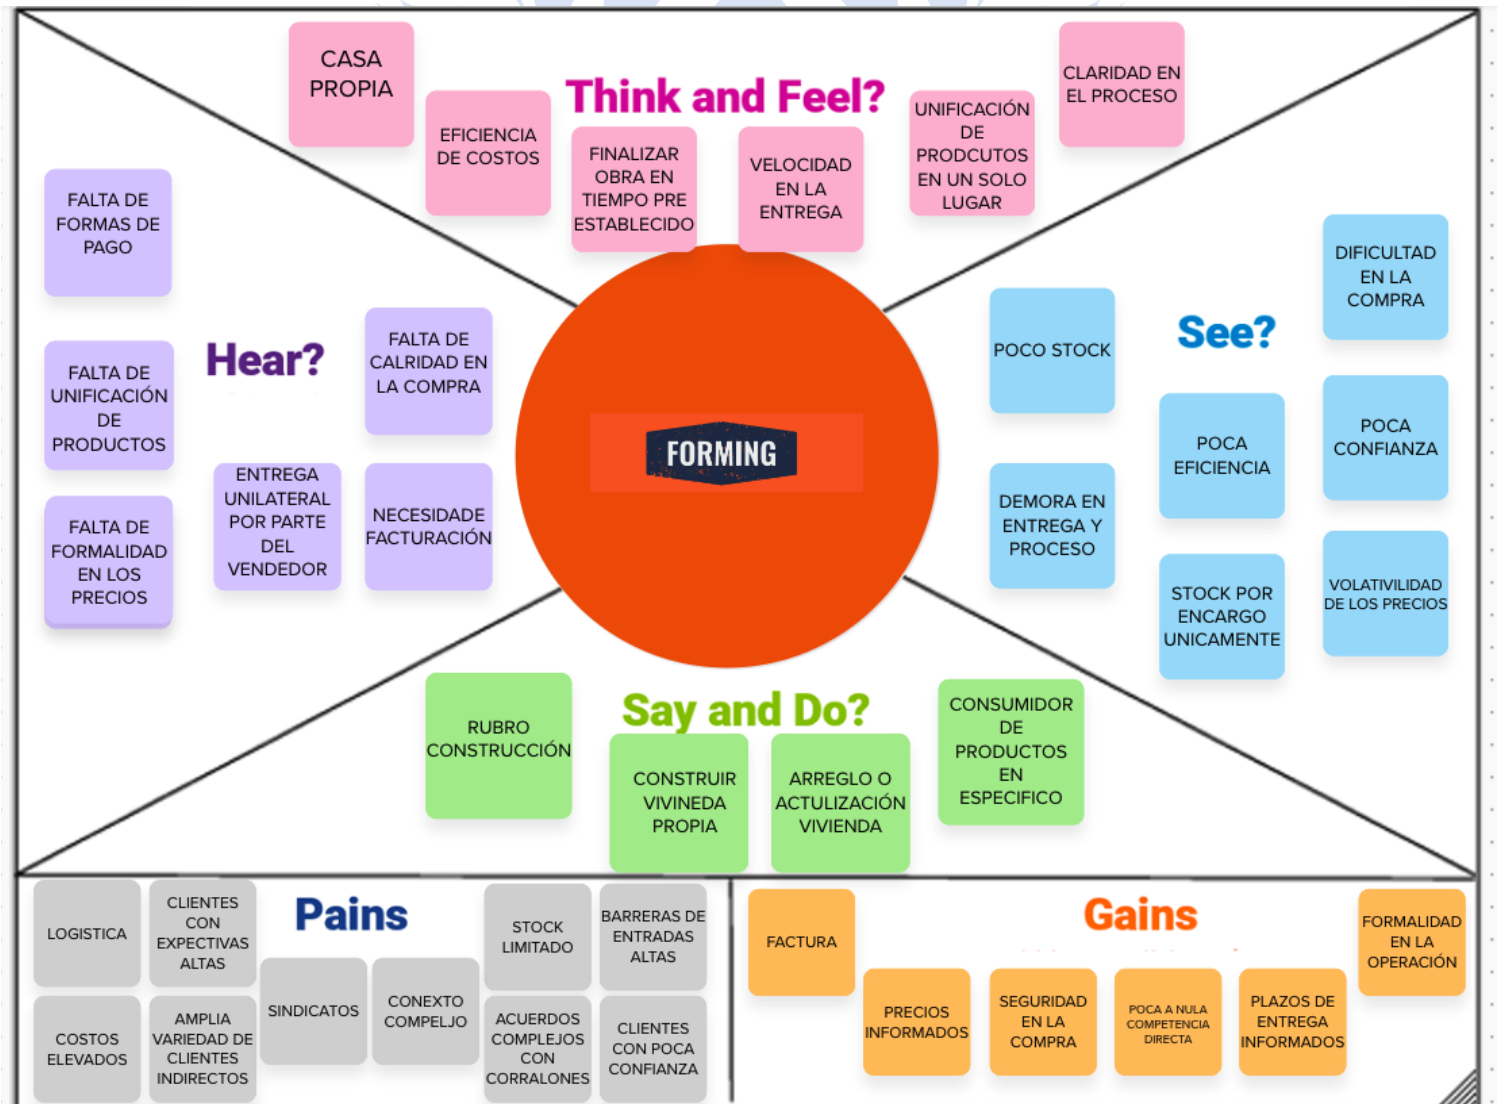 CASA
PROPIA
EFICIENCIA
DE COSTOS
Think and Feel?
FINALIZAR
OBRA EN
TIEMPO PRE
ESTABLECIDO
VELOCIDAD
EN LA
ENTREGA
UNIFICACIÓN
DE
PRODCUTOS
EN UN SOLO
LUGAR
CLARIDAD EN
EL PROCESO
FALTA DE
FORMAS DE
PAGO
Hear?
FALTA DE
CALRIDAD EN
LA COMPRA
FALTA DE
UNIFICACIÓN
DE
PRODUCTOS
ENTREGA
UNILATERAL
POR PARTE
DEL
VENDEDOR
NECESIDADE
FACTURACIÓN
FALTA DE
FORMALIDAD
EN LOS
PRECIOS
FORMING
See?
DIFICULTAD
EN LA
COMPRA
POCO STOCK
POCA
EFICIENCIA
POCA
CONFIANZA
DEMORA EN
ENTREGA Y
PROCESO
STOCK POR
ENCARGO
UNICAMENTE
VOLATIVILIDAD
DE LOS PRECIOS
Say and Do?
RUBRO
CONSTRUCCIÓN
CONSTRUIR
VIVINEDA
PROPIA
ARREGLO O
ACTULIZACIÓN
VIVIENDA
CONSUMIDOR
DE
PRODUCTOS
EN
ESPECIFICO
Pains
LOGISTICA
CLIENTES
CON
EXPECTIVAS
ALTAS
SINDICATOS
CONEXTO
COMPELJO
STOCK
LIMITADO
BARRERAS DE
ENTRADAS
ALTAS
COSTOS
ELEVADOS
AMPLIA
VARIEDAD DE
CLIENTES
INDIRECTOS
ACUERDOS
COMPLEJOS
CON
CORRALONES
CLIENTES
CON POCA
CONFIANZA
Gains
FACTURA
PRECIOS
INFORMADOS
SEGURIDAD
EN LA
COMPRA
POCA A NULA
COMPETENCIA
DIRECTA
PLAZOS DE
ENTREGA
INFORMADOS
FORMALIDAD
EN LA
OPERACIÓN